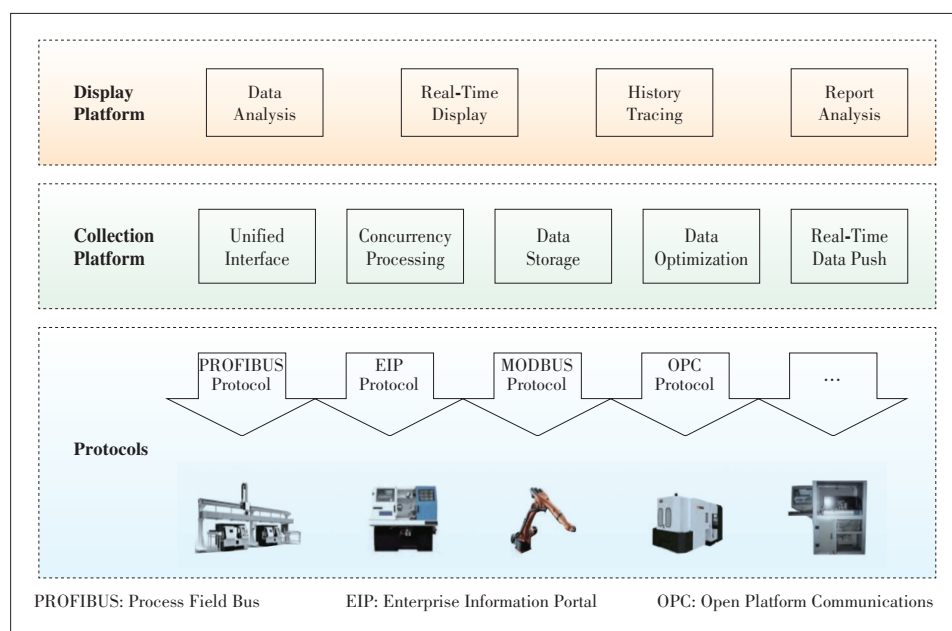 Display
Platform
Data
Analysis
Real-Time
Display
History
Tracing
Report
Analysis
Collection
Platform
Unified
Interface
Concurrency
Processing
Data
Storage
Data
Optimization
Real-Time
Data Push
Protocols
PROFIBUS
Protocol
EIP
Protocol
MODBUS
Protocol
OPC
Protocol
...
PROFIBUS: Process Field Bus
EIP: Enterprise Information Portal
OPC: Open Platform Communications